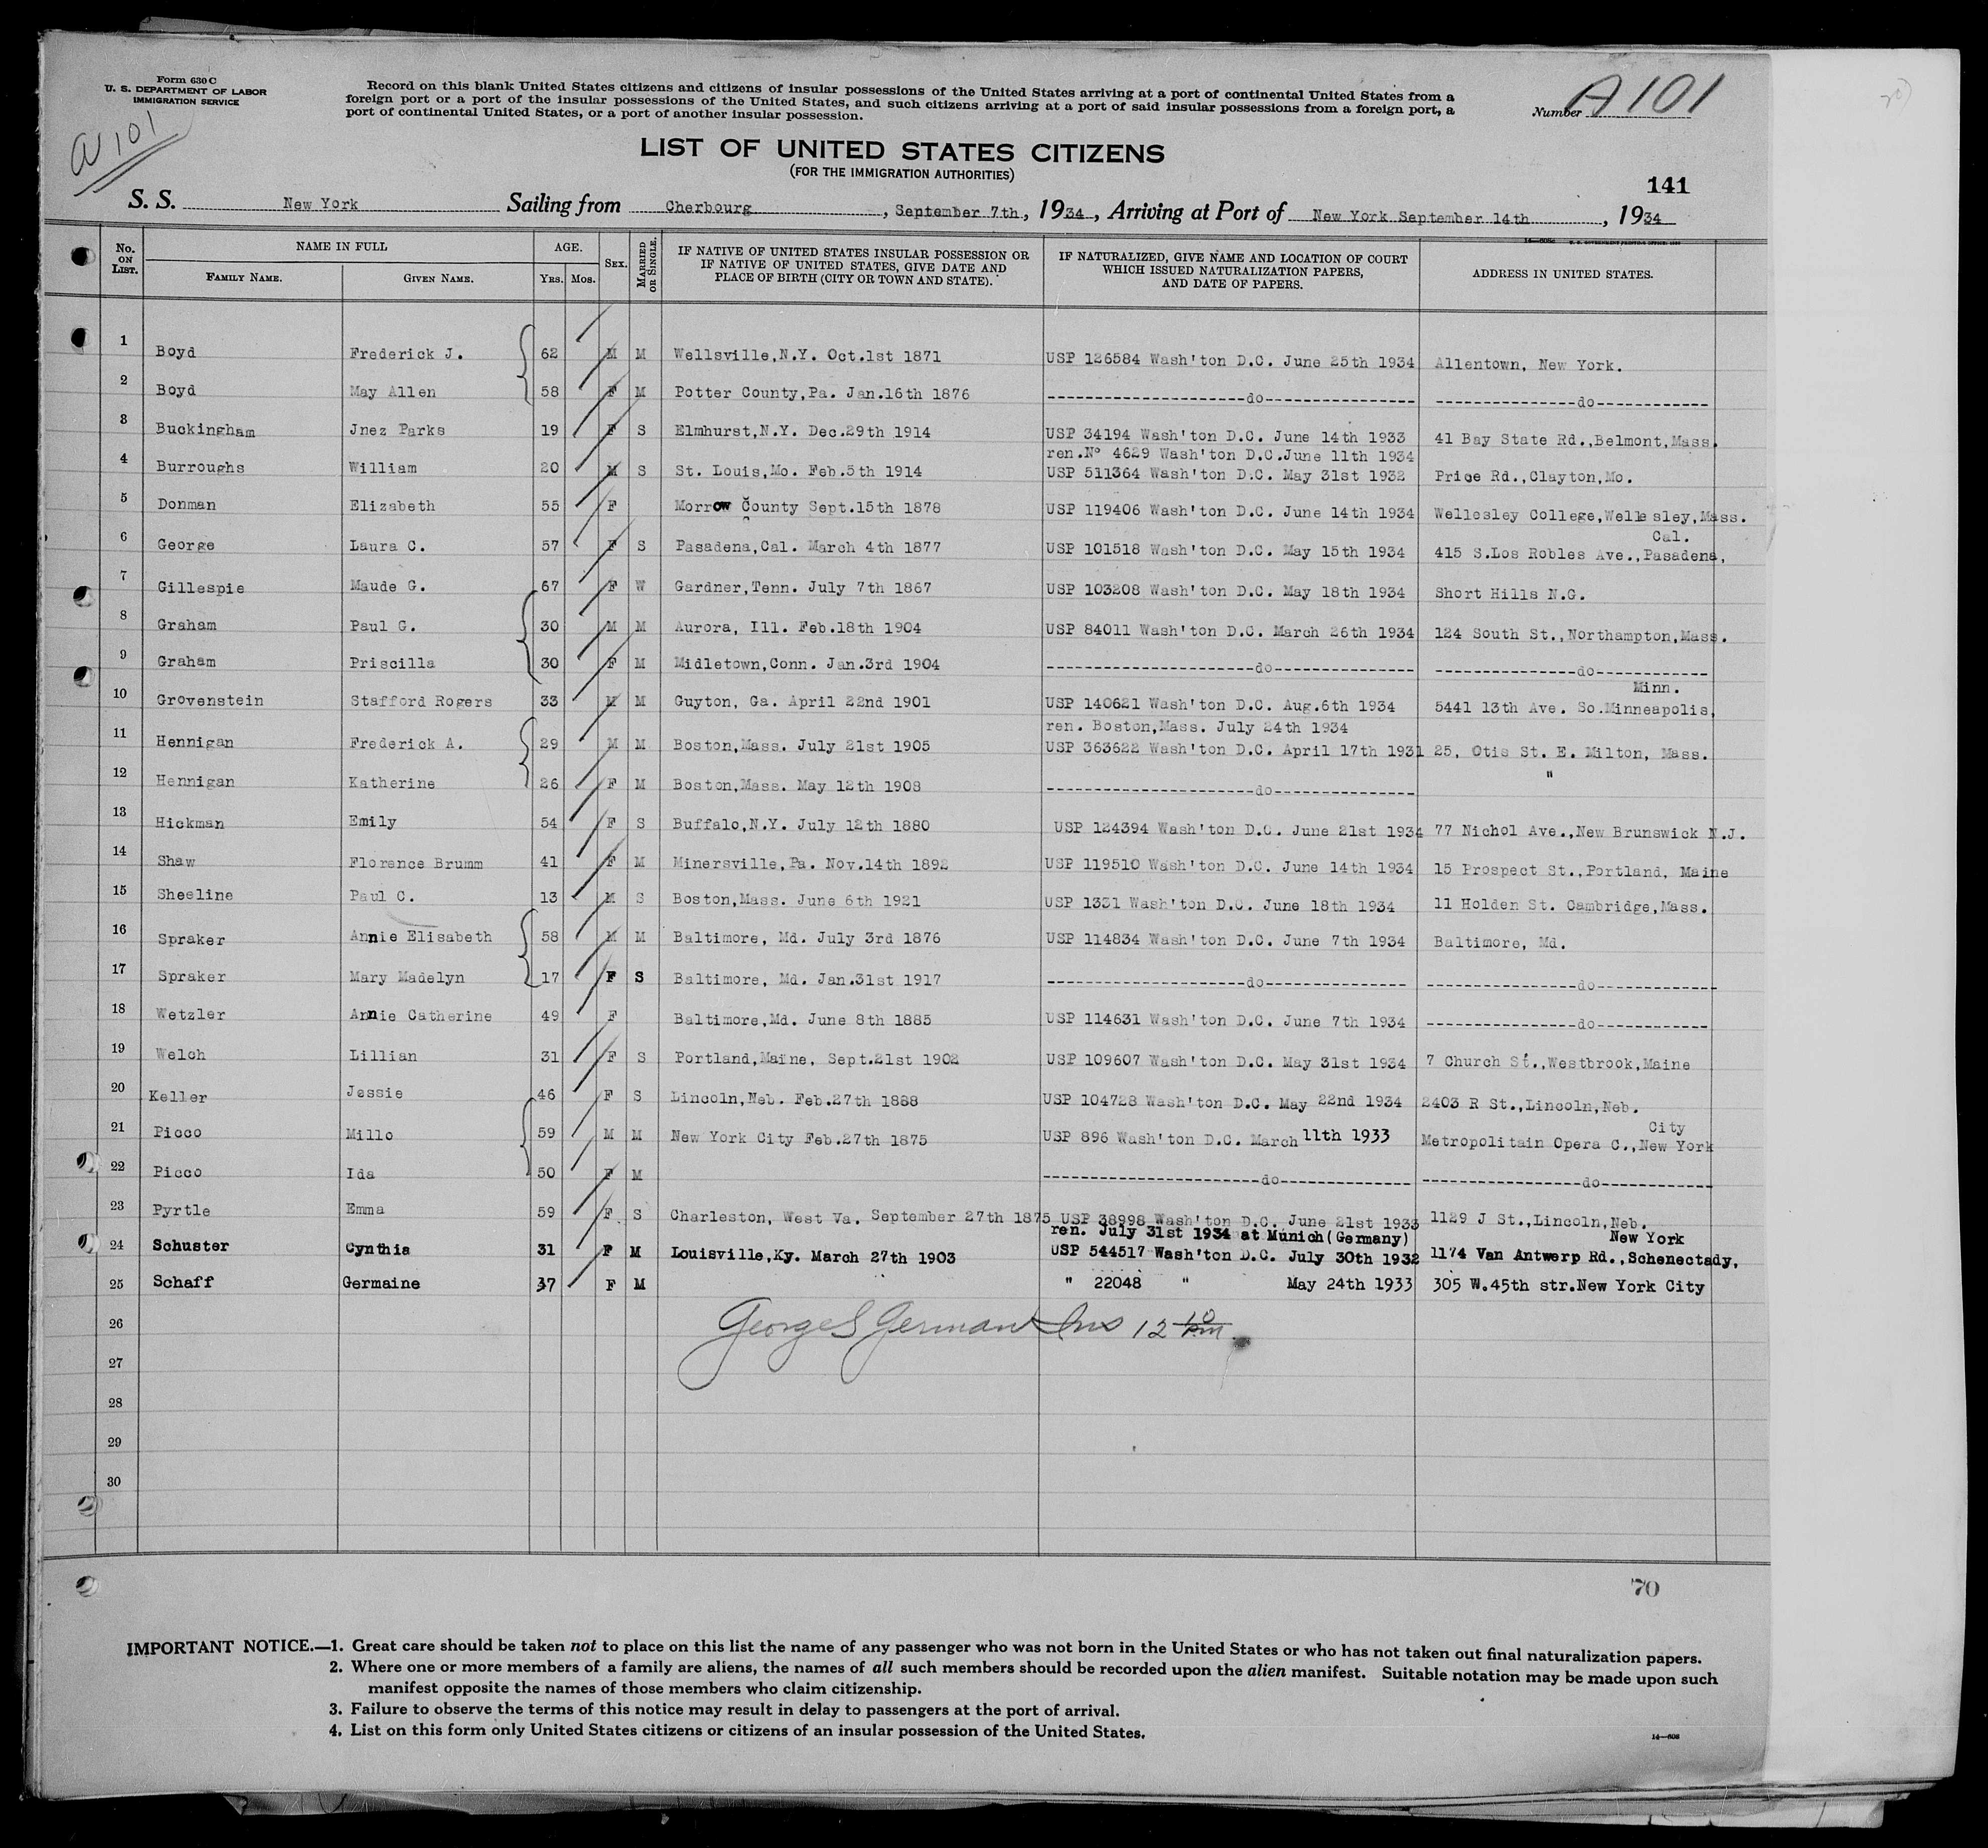 Form 630 C
U. S. DEPARTMENT OF LABOR
IMMIGRATION SERVICE
Record on this blank United States citizens and citizens of insular possessions of the United States arriving at a port of continental United States from a
foreign port or a port of the insular possessions of the United States, and such citizens arriving at a port of said insular possessions from a foreign port, a
port of continental United States, or a port of another insular possession.
Number A 101
LIST OF UNITED STATES CITIZENS
(FOR THE IMMIGRATION AUTHORITIES)
141
S. S. New York Sailing from Cherbourg, September 7th, 1934, Arriving at Port of New York September 14th, 1934
No. ON LIST. NAME IN FULL FAMILY NAME. GIVEN NAME. AGE. YRS. MOS. SEX. MARRIED OR SINGLE. IF NATIVE OF UNITED STATES INSULAR POSSESSION OR IF NATIVE OF UNITED STATES, GIVE DATE AND PLACE OF BIRTH (CITY OR TOWN AND STATE). IF NATURALIZED, GIVE NAME AND LOCATION OF COURT WHICH ISSUED NATURALIZATION PAPERS, AND DATE OF PAPERS. ADDRESS IN UNITED STATES.
1 Boyd Frederick J. 62 M M Wellsville,N.Y. Oct.1st 1871 USP 126584 Wash'ton D.C. June 25th 1934 Allentown, New York.
2 Boyd May Allen 58 F M Potter County,Pa. Jan.16th 1876 --do-- --do--
3 Buckingham Jnez Parks 19 F S Elmhurst,N.Y. Dec.29th 1914 USP 34194 Wash'ton D.C. June 14th 1933 41 Bay State Rd.,Belmont,Mass.
ren.No 4629 Wash'ton D.C.June 11th 1934
4 Burroughs William 20 M S St. Louis,Mo. Feb.5th 1914 USP 511364 Wash'ton D.C. May 31st 1932 Price Rd.,Clayton,Mo.
5 Donman Elizabeth 55 F Morrow County Sept.15th 1878 USP 119406 Wash'ton D.C. June 14th 1934 Wellesley College,Wellesley,Mass.
Cal.
6 George Laura C. 57 F S Pasadena,Cal. March 4th 1877 USP 101518 Wash'ton D.C. May 15th 1934 415 S.Los Robles Ave.,Pasadena,
7 Gillespie Maude G. 67 F W Gardner,Tenn. July 7th 1867 USP 103208 Wash'ton D.C. May 18th 1934 Short Hills N.G.
8 Graham Paul G. 30 M M Aurora, Ill. Feb.18th 1904 USP 84011 Wash'ton D.C. March 26th 1934 124 South St.,Northampton,Mass.
9 Graham Priscilla 30 F M Midletown,Conn. Jan.3rd 1904 --do-- --do--
Minn.
10 Grovenstein Stafford Rogers 33 M M Guyton, Ga. April 22nd 1901 USP 140621 Wash'ton D.C. Aug.6th 1934 5441 13th Ave. So.Minneapolis,
ren. Boston,Mass. July 24th 1934
11 Hennigan Frederick A. 29 M M Boston,Mass. July 21st 1905 USP 363622 Wash'ton D.C. April 17th 1931 25, Otis St. E. Milton, Mass.
12 Hennigan Katherine 26 F M Boston,Mass. May 12th 1908 --do-- "
13 Hickman Emily 54 F S Buffalo,N.Y. July 12th 1880 USP 124394 Wash'ton D.C. June 21st 1934 77 Nichol Ave.,New Brunswick N.J.
14 Shaw Florence Brumm 41 F M Minersville,Pa. Nov.14th 1892 USP 119510 Wash'ton D.C. June 14th 1934 15 Prospect St.,Portland, Maine
15 Sheeline Paul C. 13 M S Boston,Mass. June 6th 1921 USP 1331 Wash'ton D.C. June 18th 1934 11 Holden St. Cambridge,Mass.
16 Spraker Annie Elisabeth 58 M M Baltimore, Md. July 3rd 1876 USP 114834 Wash'ton D.C. June 7th 1934 Baltimore, Md.
17 Spraker Mary Madelyn 17 F S Baltimore, Md. Jan.31st 1917 --do-- --do--
18 Wetzler Annie Catherine 49 F Baltimore,Md. June 8th 1885 USP 114631 Wash'ton D.C. June 7th 1934 --do--
19 Welch Lillian 31 F S Portland,Maine, Sept.21st 1902 USP 109607 Wash'ton D.C. May 31st 1934 7 Church St.,Westbrook,Maine
20 Keller Jessie 46 F S Lincoln,Neb. Feb.27th 1888 USP 104728 Wash'ton D.C. May 22nd 1934 2403 R St.,Lincoln,Neb.
City
21 Picco Millo 59 M M New York City Feb.27th 1875 USP 896 Wash'ton D.C. March 11th 1933 Metropolitain Opera C.,New York
22 Picco Ida 50 F M --do-- --do--
23 Pyrtle Emma 59 F S Charleston, West Va. September 27th 1875 USP 38998 Wash'ton D.C. June 21st 1933 1129 J St.,Lincoln,Neb.
ren. July 31st 1934 at Munich(Germany) New York
24 Schuster Cynthia 31 F M Louisville,Ky. March 27th 1903 USP 544517 Wash'ton D.C. July 30th 1932 1174 Van Antwerp Rd.,Schenectady,
25 Schaff Germaine 37 F M " 22048 " May 24th 1933 305 W.45th str.New York City
26 George S German Ins 12 10 PM
27
28
29
30
70
IMPORTANT NOTICE.—1. Great care should be taken not to place on this list the name of any passenger who was not born in the United States or who has not taken out final naturalization papers.
2. Where one or more members of a family are aliens, the names of all such members should be recorded upon the alien manifest. Suitable notation may be made upon such
manifest opposite the names of those members who claim citizenship.
3. Failure to observe the terms of this notice may result in delay to passengers at the port of arrival.
4. List on this form only United States citizens or citizens of an insular possession of the United States.
14—608